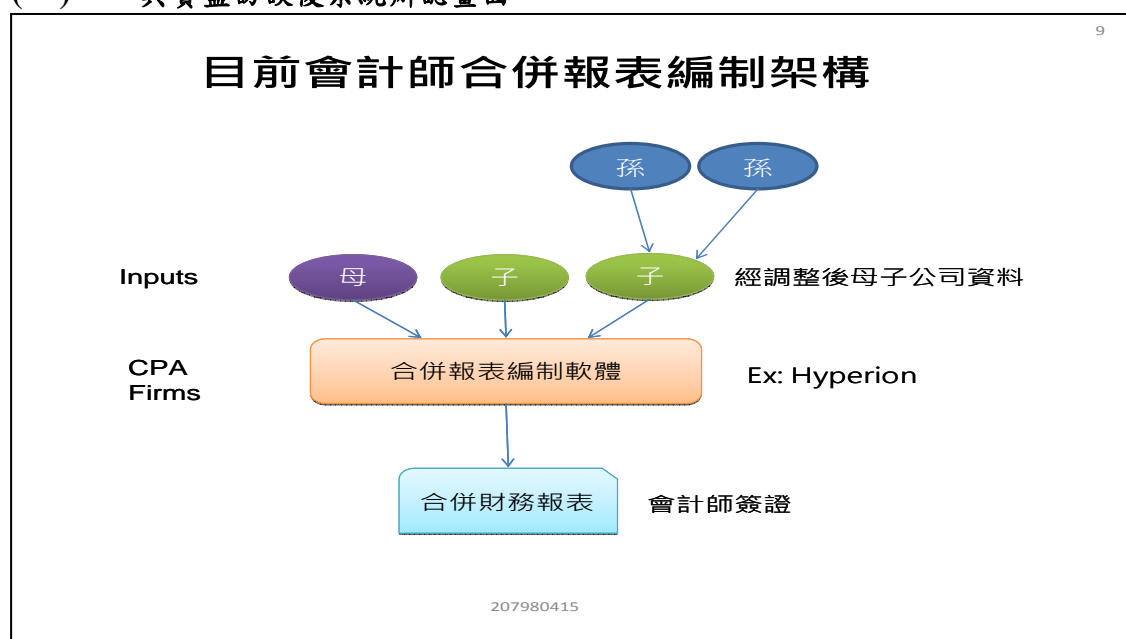 9
目前會計師合併報表編制架構
孫 孫
Inputs 母 子 子 經調整後母子公司資料
CPA
Firms
合併報表編制軟體 Ex: Hyperion
合併財務報表 會計師簽證
207980415